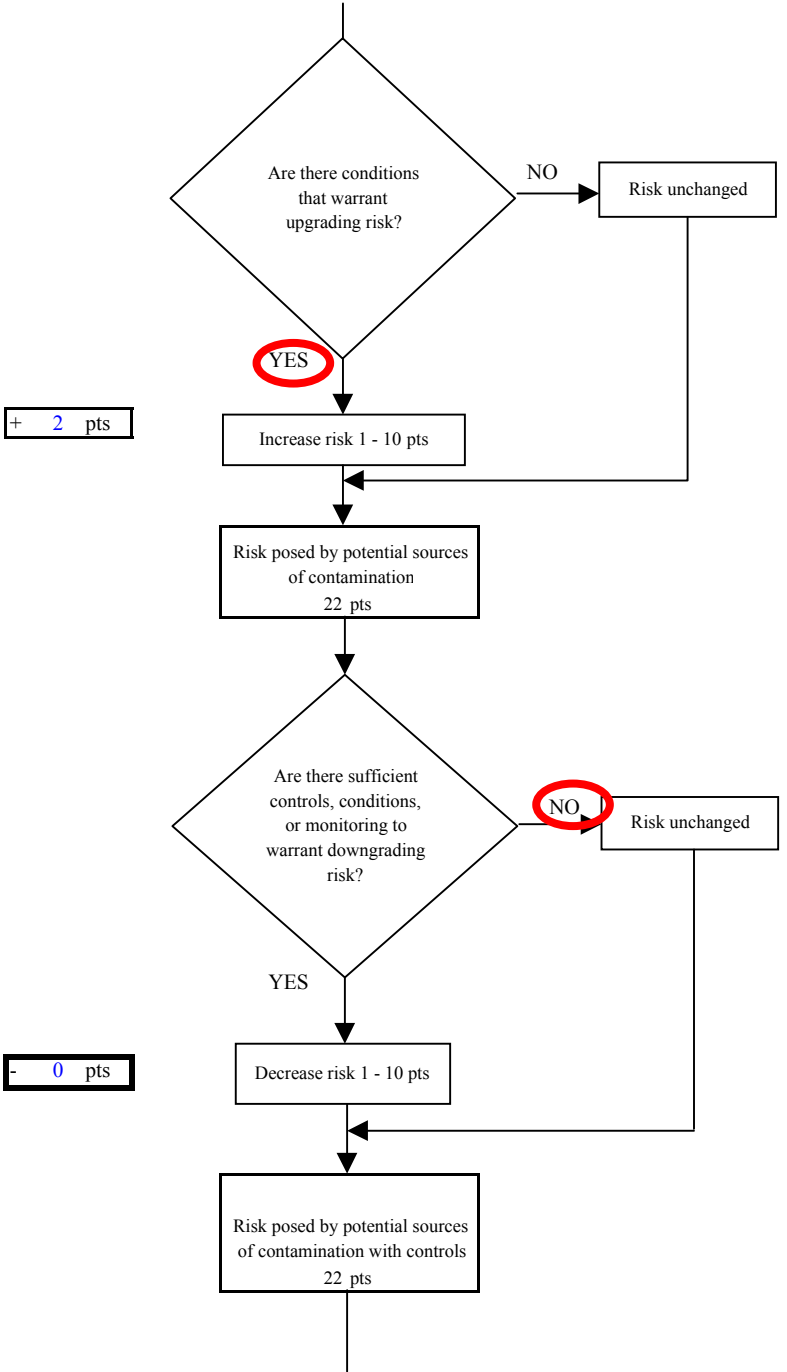 Are there conditions
that warrant
upgrading risk?
NO
Risk unchanged
YES
+ 2 pts
Increase risk 1 - 10 pts
Risk posed by potential sources
of contamination
22 pts
Are there sufficient
controls, conditions,
or monitoring to
warrant downgrading
risk?
NO
Risk unchanged
YES
- 0 pts
Decrease risk 1 - 10 pts
Risk posed by potential sources
of contamination with controls
22 pts